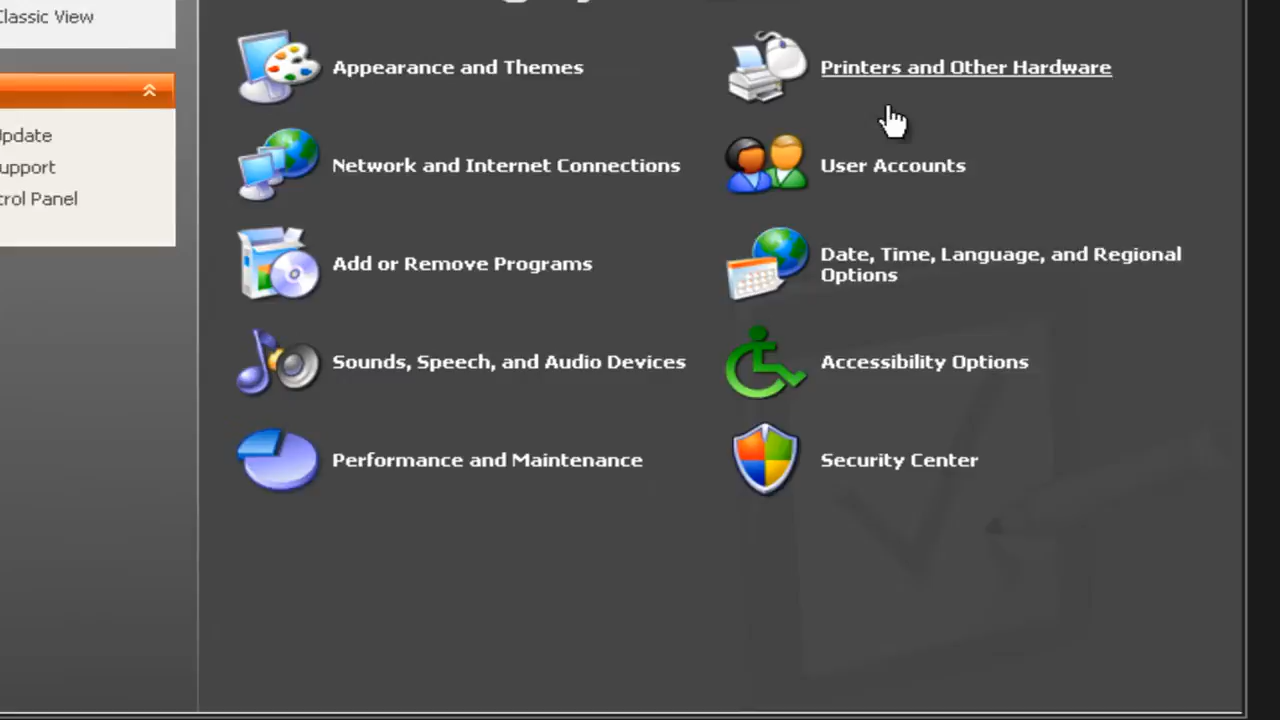 Classic View
Appearance and Themes
Printers and Other Hardware
Update
Network and Internet Connections
User Accounts
Support
Control Panel
Add or Remove Programs
Date, Time, Language, and Regional
Options
Sounds, Speech, and Audio Devices
Accessibility Options
Performance and Maintenance
Security Center